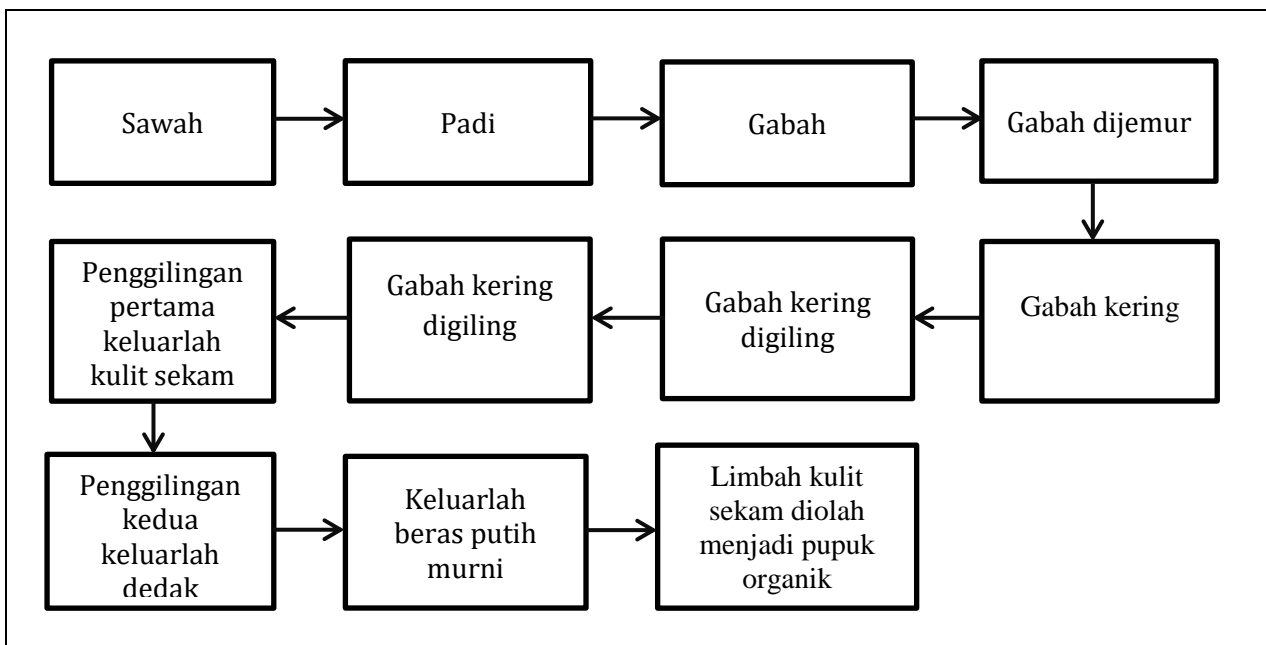 Sawah
Padi
Gabah
Gabah dijemur
Gabah kering
Gabah kering
digiling
Gabah kering
digiling
Penggilingan
pertama
keluarlah
kulit sekam
Penggilingan
kedua
keluarlah
dedak
Keluarlah
beras putih
murni
Limbah kulit
sekam diolah
menjadi pupuk
organik